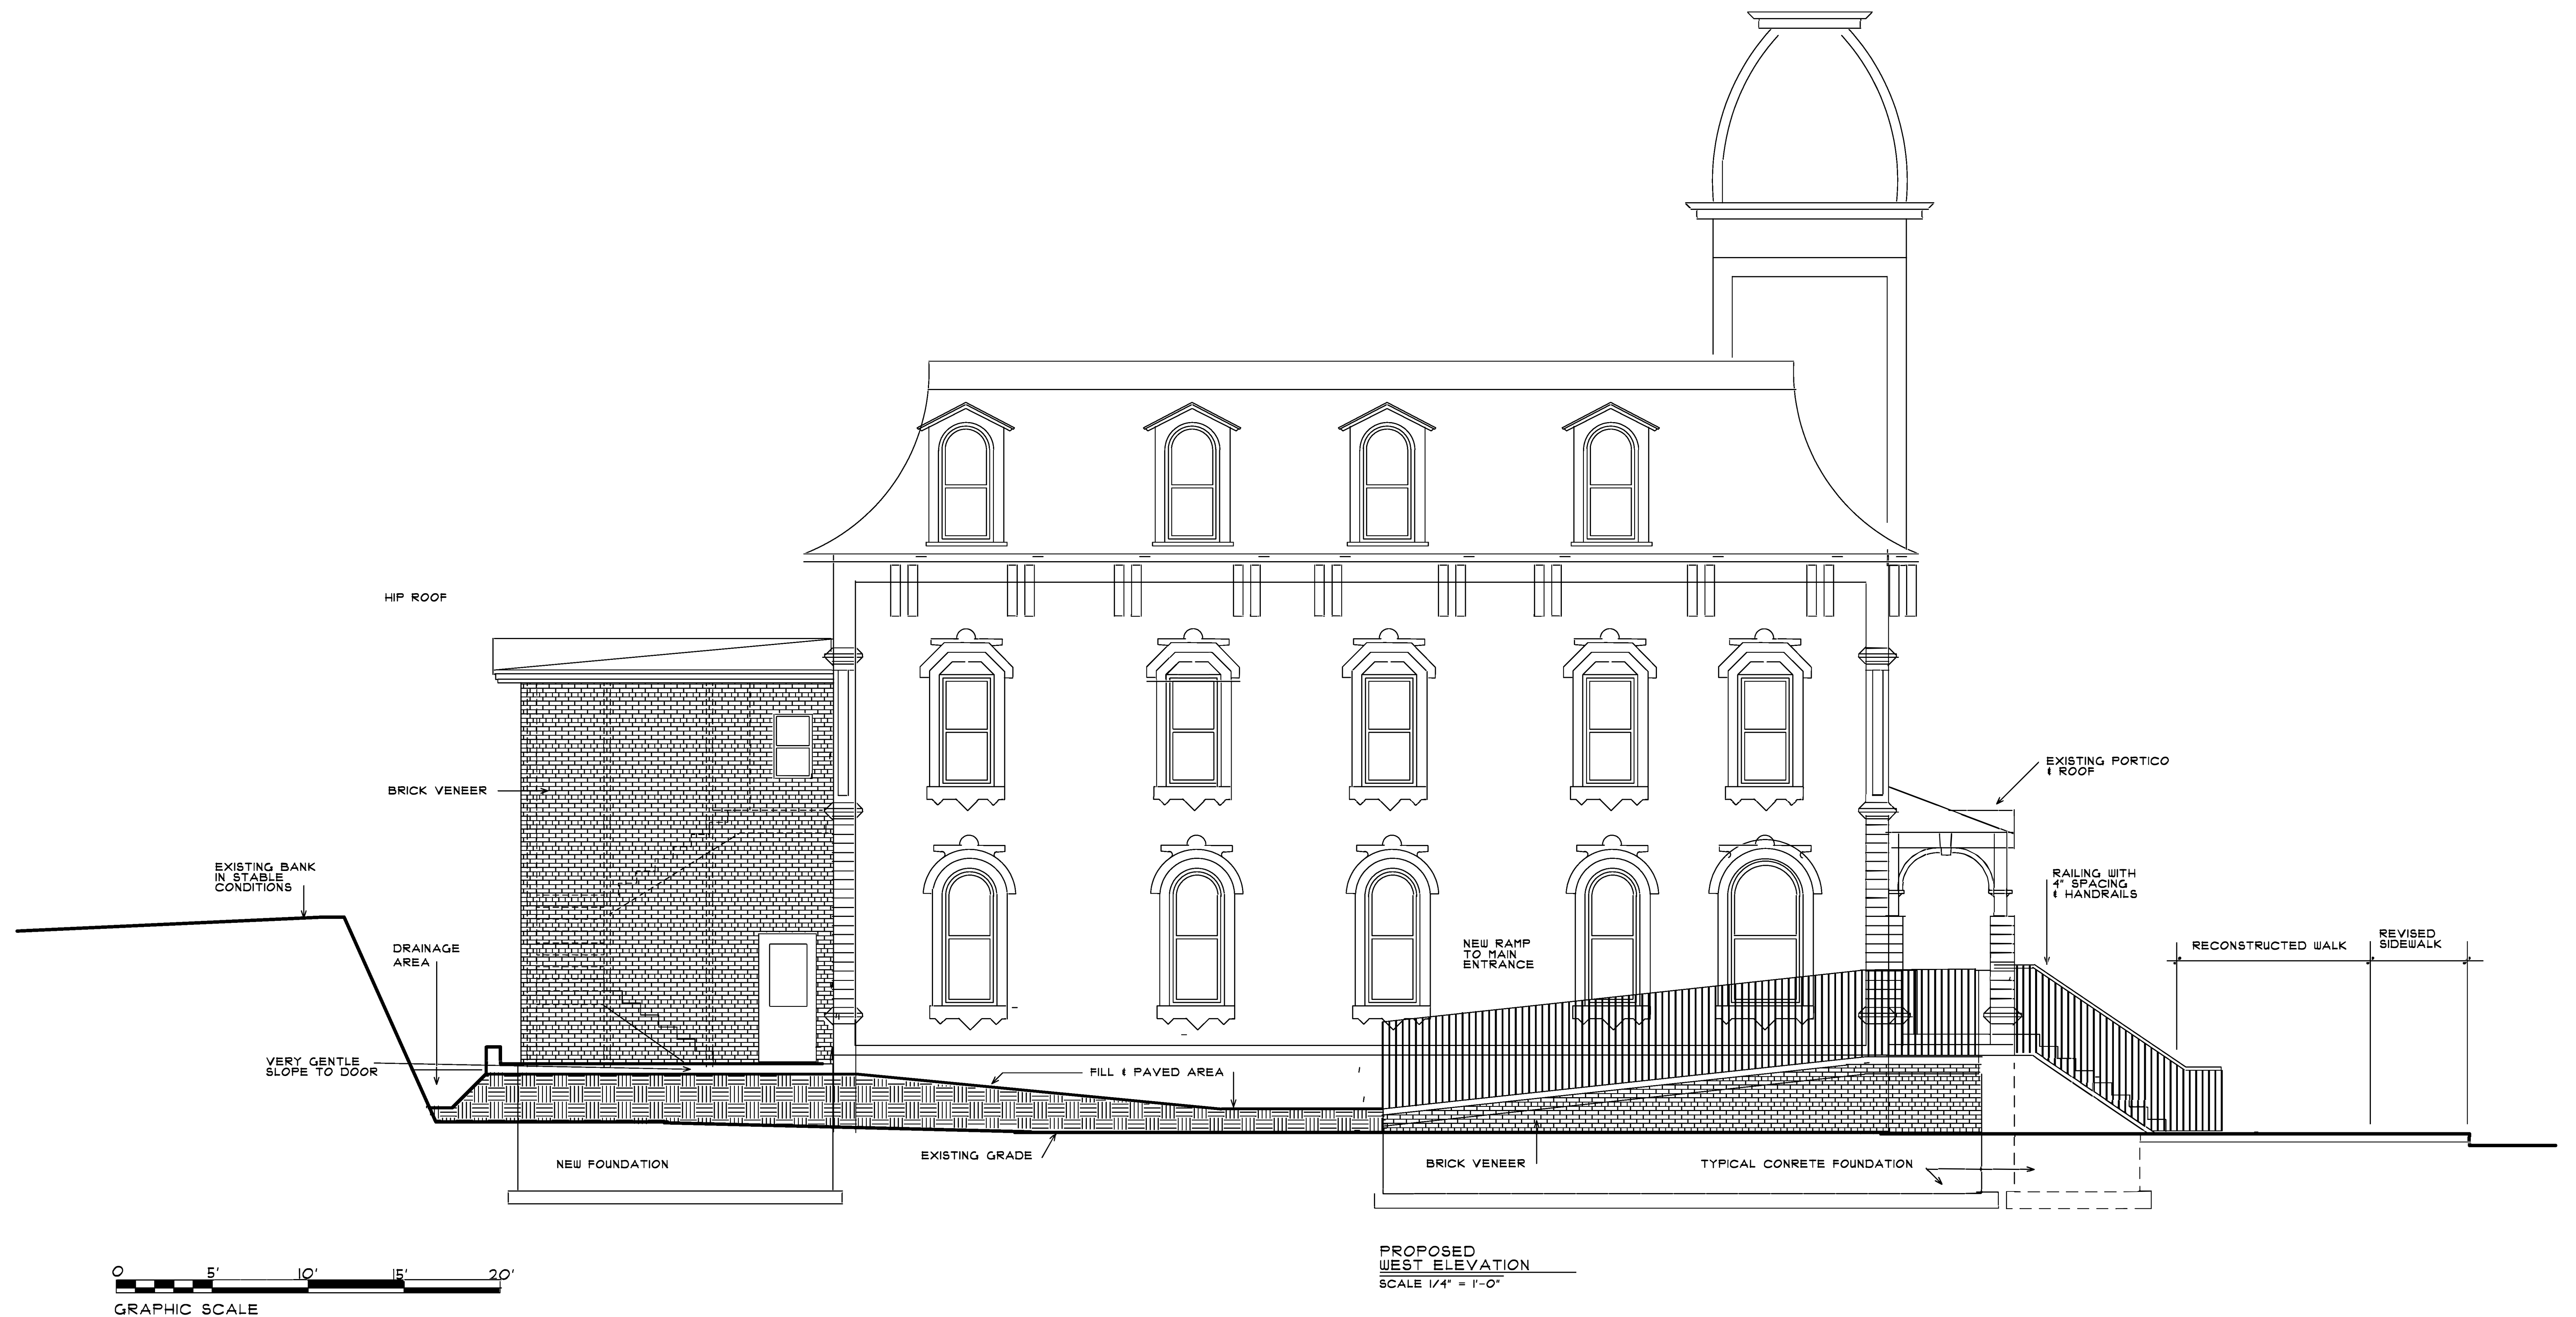 HIP ROOF
BRICK VENEER
EXISTING PORTICO
& ROOF
EXISTING BANK
IN STABLE
CONDITIONS
RAILING WITH
4" SPACING
& HANDRAILS
DRAINAGE
AREA
NEW RAMP
TO MAIN
ENTRANCE
RECONSTRUCTED WALK
REVISED
SIDEWALK
VERY GENTLE
SLOPE TO DOOR
FILL & PAVED AREA
EXISTING GRADE
NEW FOUNDATION
BRICK VENEER
TYPICAL CONRETE FOUNDATION
PROPOSED
WEST ELEVATION
SCALE 1/4" = 1'-0"
0 5' 10' 15' 20'
GRAPHIC SCALE